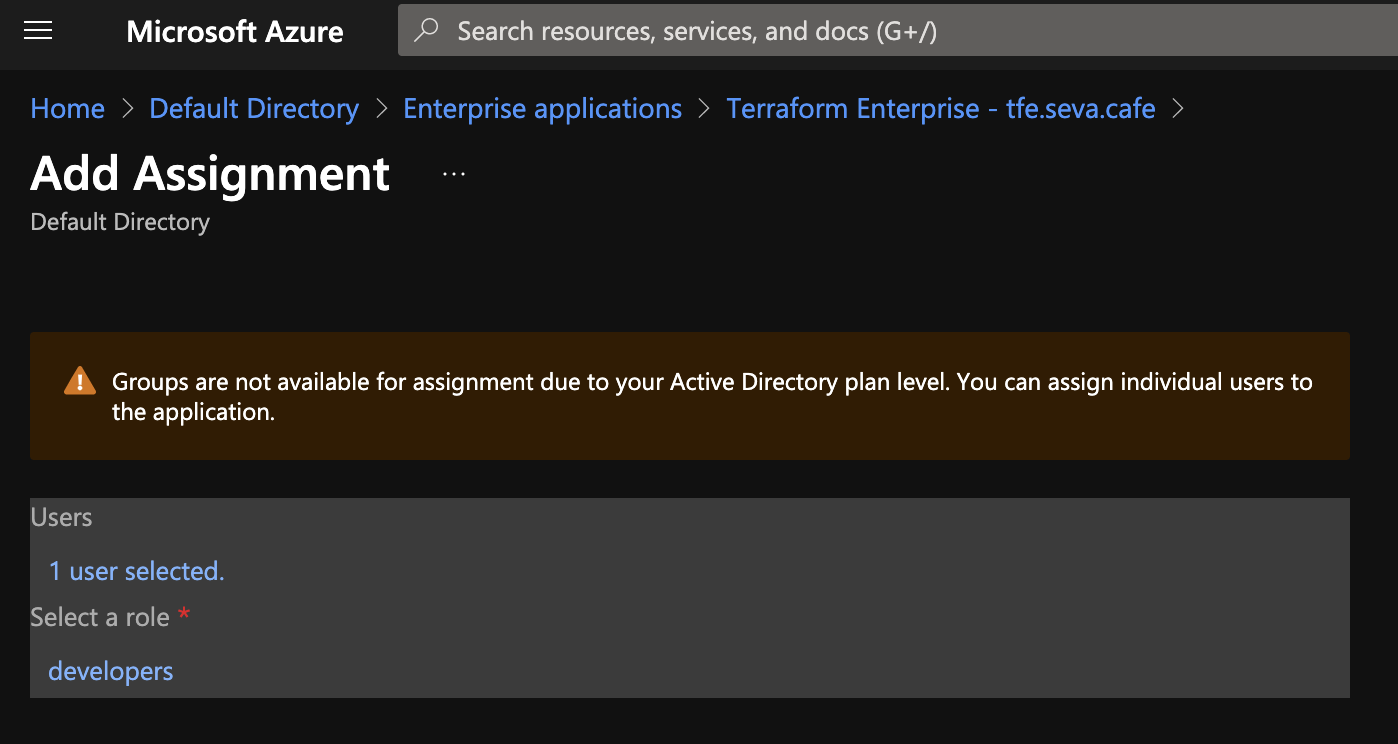 Microsoft Azure
Search resources, services, and docs (G+/)
Home > Default Directory > Enterprise applications > Terraform Enterprise - tfe.seva.cafe >
Add Assignment ...
Default Directory
Groups are not available for assignment due to your Active Directory plan level. You can assign individual users to
the application.
Users
1 user selected.
Select a role *
developers